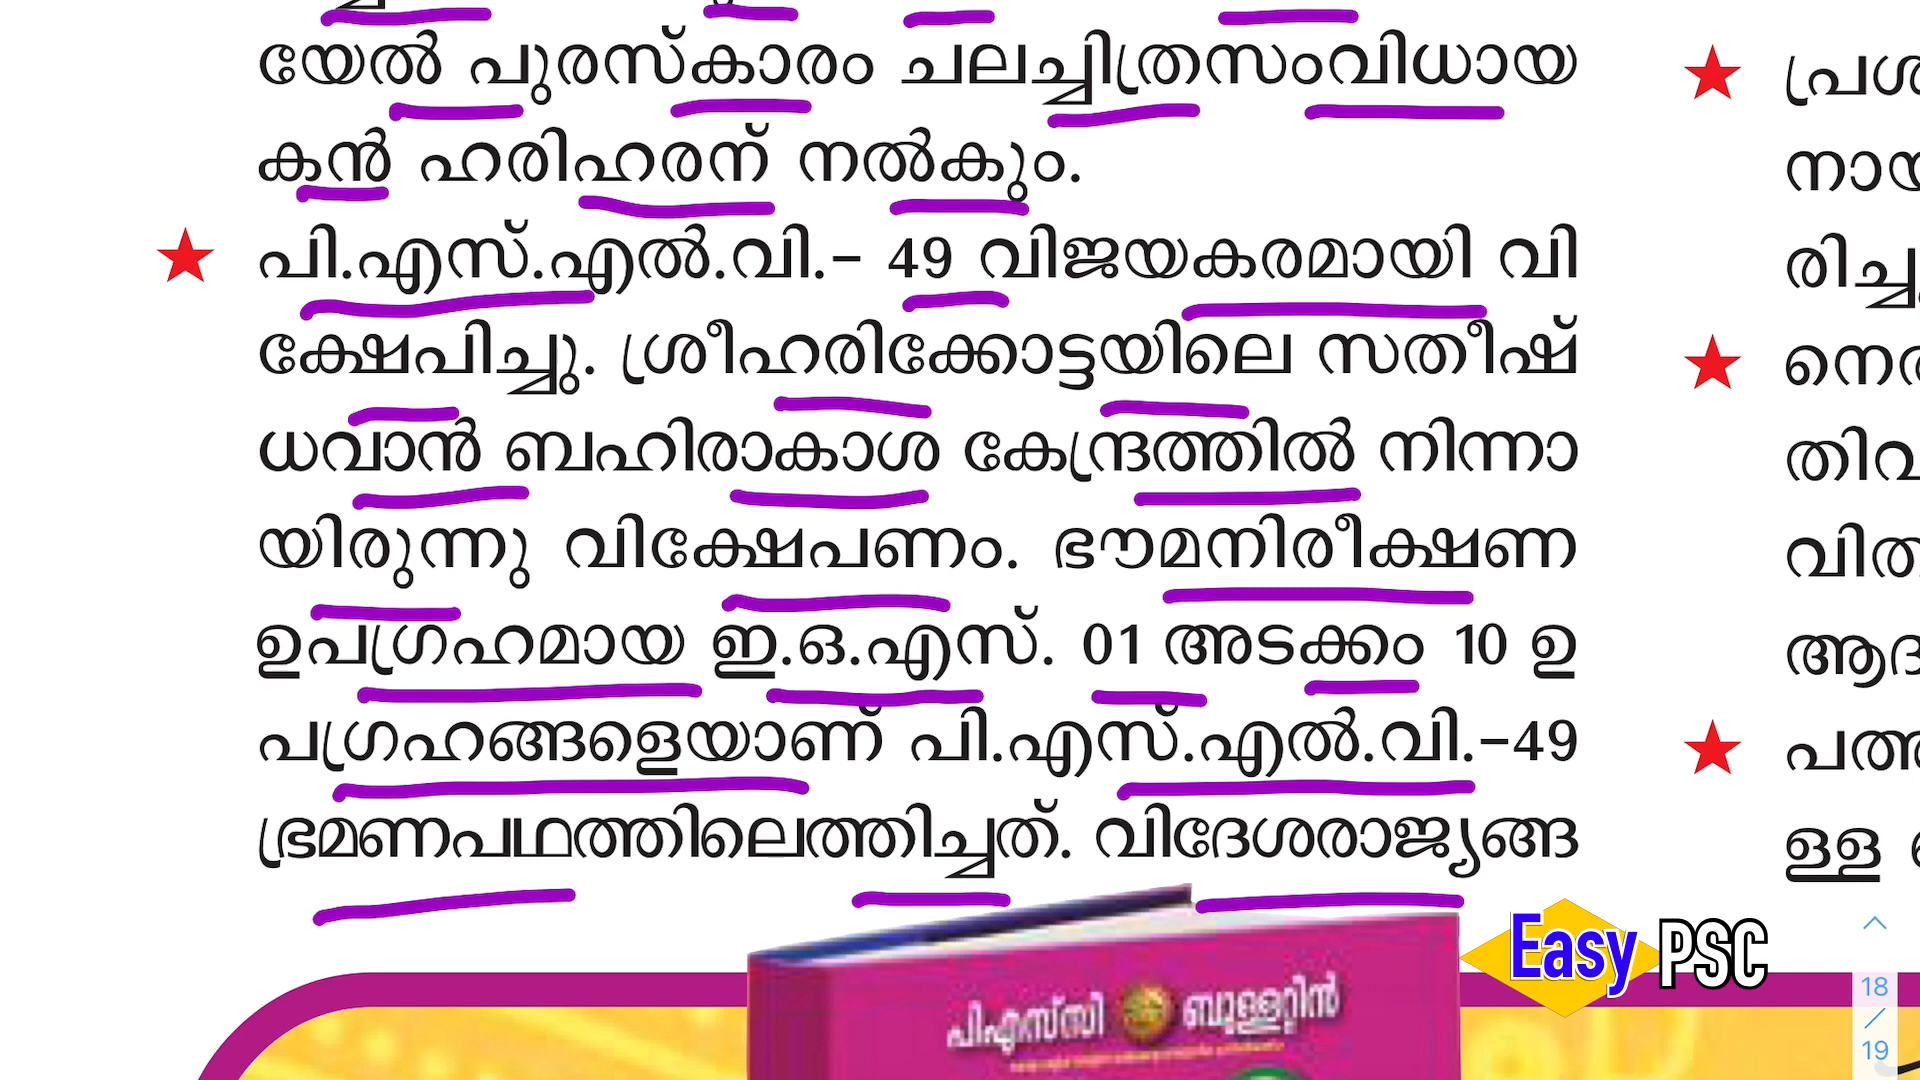 യേൽ പുരസ്കാരം ചലച്ചിത്രസംവിധായ
കൻ ഹരിഹരന് നൽകും.
പി.എസ്.എൽ.വി.- 49 വിജയകരമായി വി
ക്ഷേപിച്ചു. ശ്രീഹരിക്കോട്ടയിലെ സതീഷ്
ധവാൻ ബഹിരാകാശ കേന്ദ്രത്തിൽ നിന്നാ
യിരുന്നു വിക്ഷേപണം. ഭൗമനിരീക്ഷണ
ഉപഗ്രഹമായ ഇ.ഒ.എസ്. 01 അടക്കം 10 ഉ
പഗ്രഹങ്ങളെയാണ് പി.എസ്.എൽ.വി.-49
ഭ്രമണപഥത്തിലെത്തിച്ചത്. വിദേശരാജ്യങ്ങ
പിഎസ്‌സി ബുള്ളറ്റിൻ
Easy PSC
18
/
19